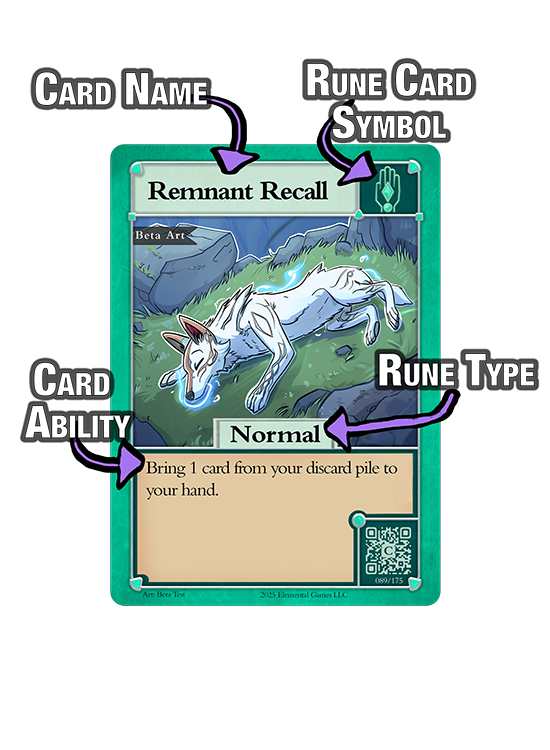 Card Name
Rune Card
Symbol
Remnant Recall
Beta Art
Card
Ability
Rune Type
Normal
Bring 1 card from your discard pile to
your hand.
C
089/175
Art: Beta Test
2025 Elemental Games LLC